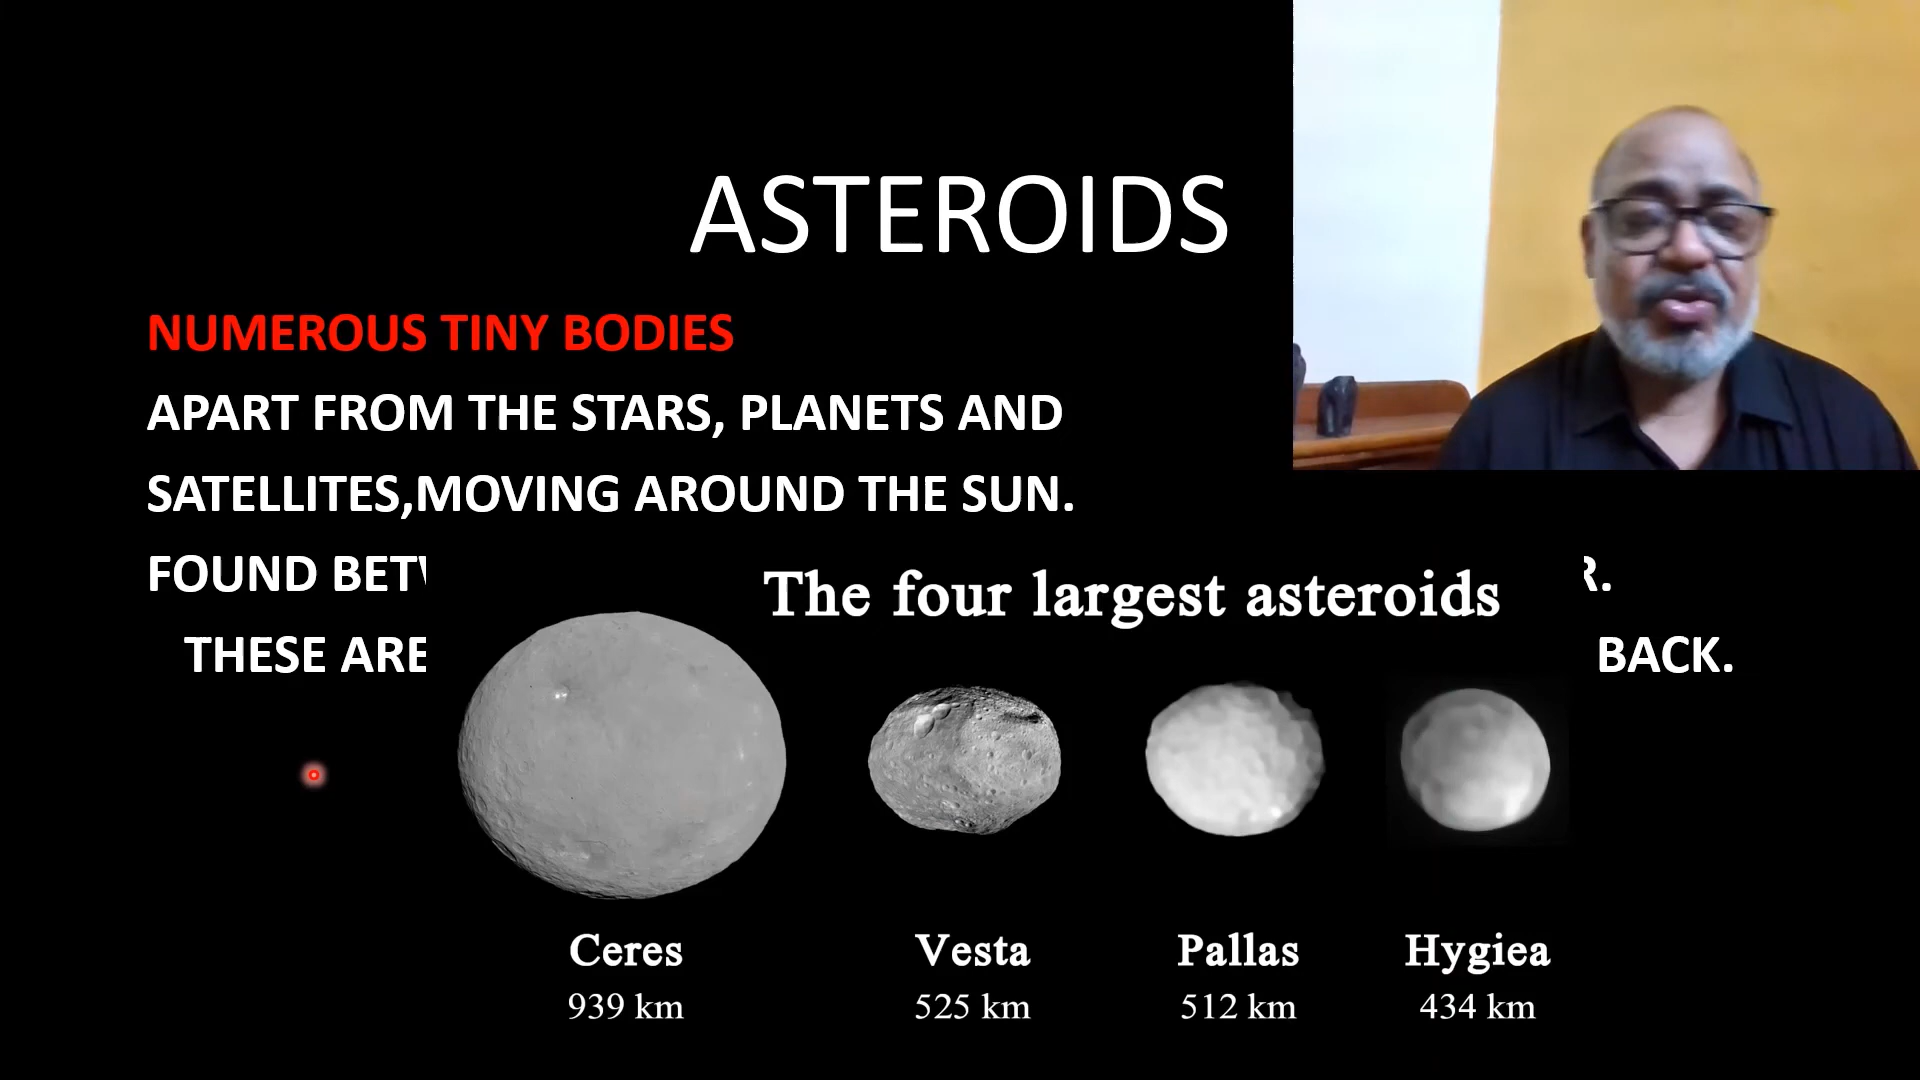 ASTEROIDS
NUMEROUS TINY BODIES
APART FROM THE STARS, PLANETS AND
SATELLITES,MOVING AROUND THE SUN.
FOUND
THESE ARE BACK.
The four largest asteroids
Ceres Vesta Pallas Hygiea
939 km 525 km 512 km 434 km